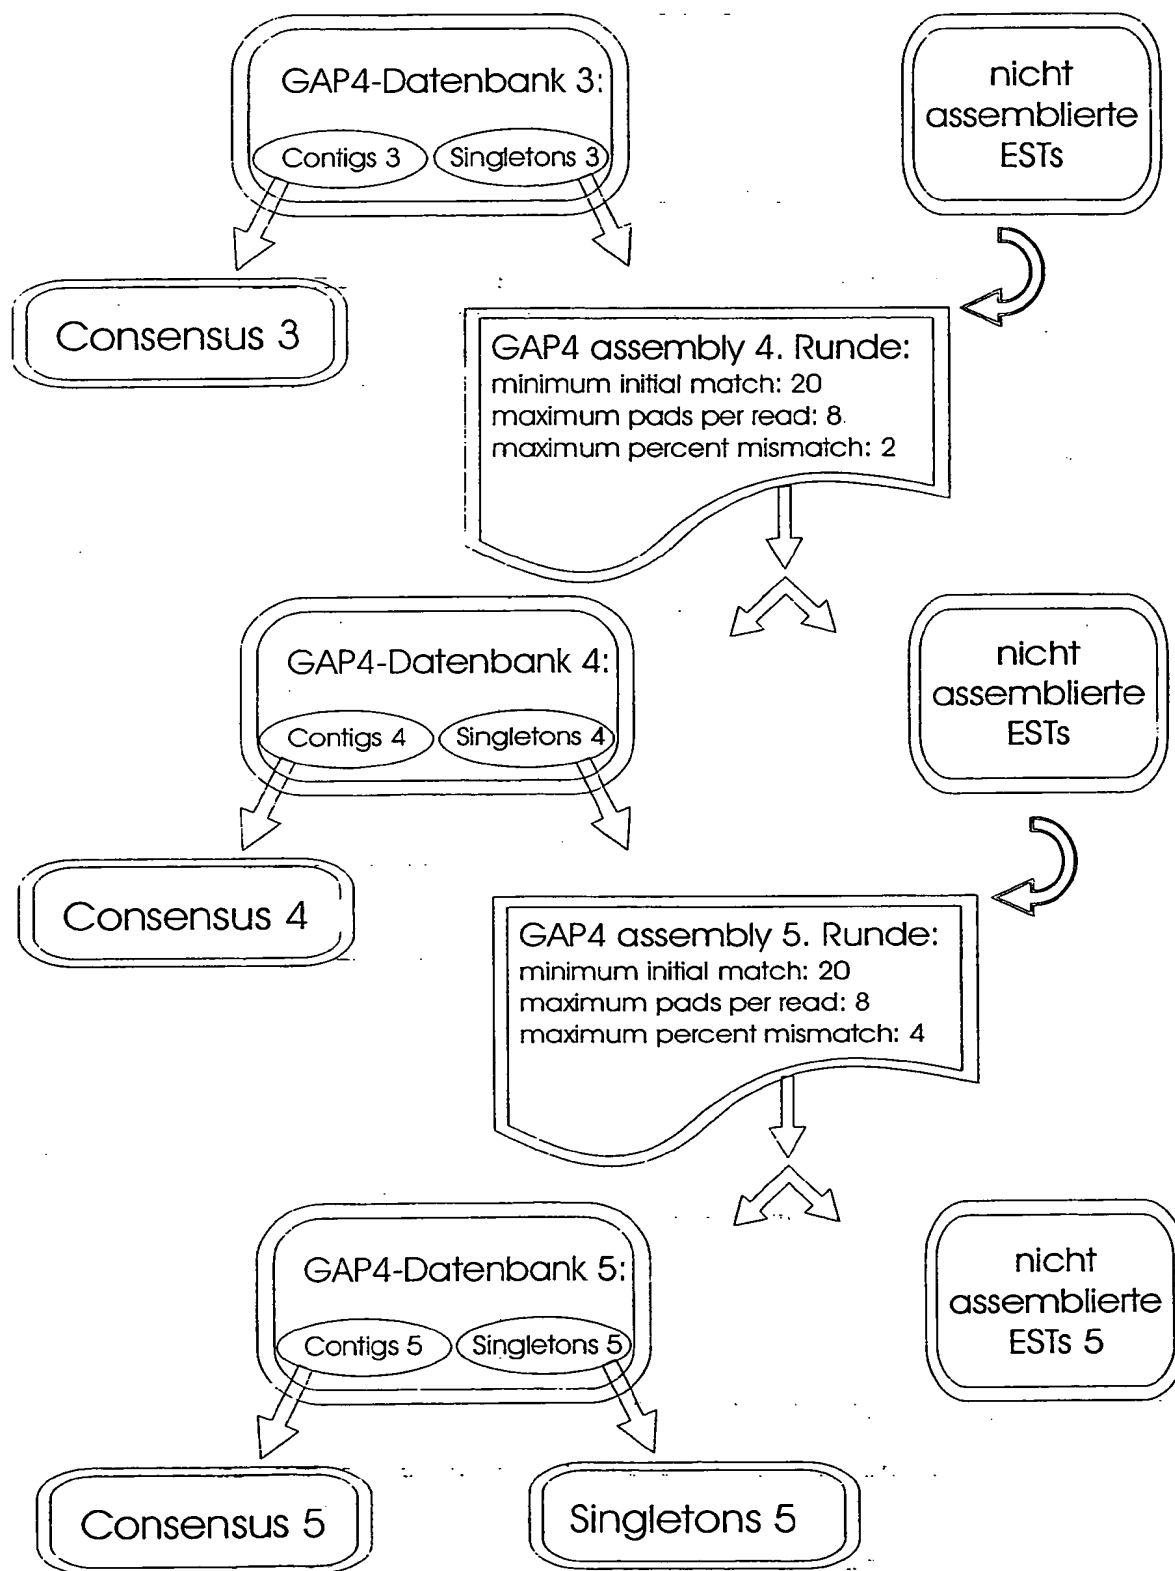 GAP4-Datenbank 3:
Contigs 3
Singletons 3
nicht
assemblierte
ESTs
Consensus 3
GAP4 assembly 4. Runde:
minimum initial match: 20
maximum pads per read: 8
maximum percent mismatch: 2
GAP4-Datenbank 4:
Contigs 4
Singletons 4
nicht
assemblierte
ESTs
Consensus 4
GAP4 assembly 5. Runde:
minimum initial match: 20
maximum pads per read: 8
maximum percent mismatch: 4
GAP4-Datenbank 5:
Contigs 5
Singletons 5
nicht
assemblierte
ESTs 5
Consensus 5
Singletons 5